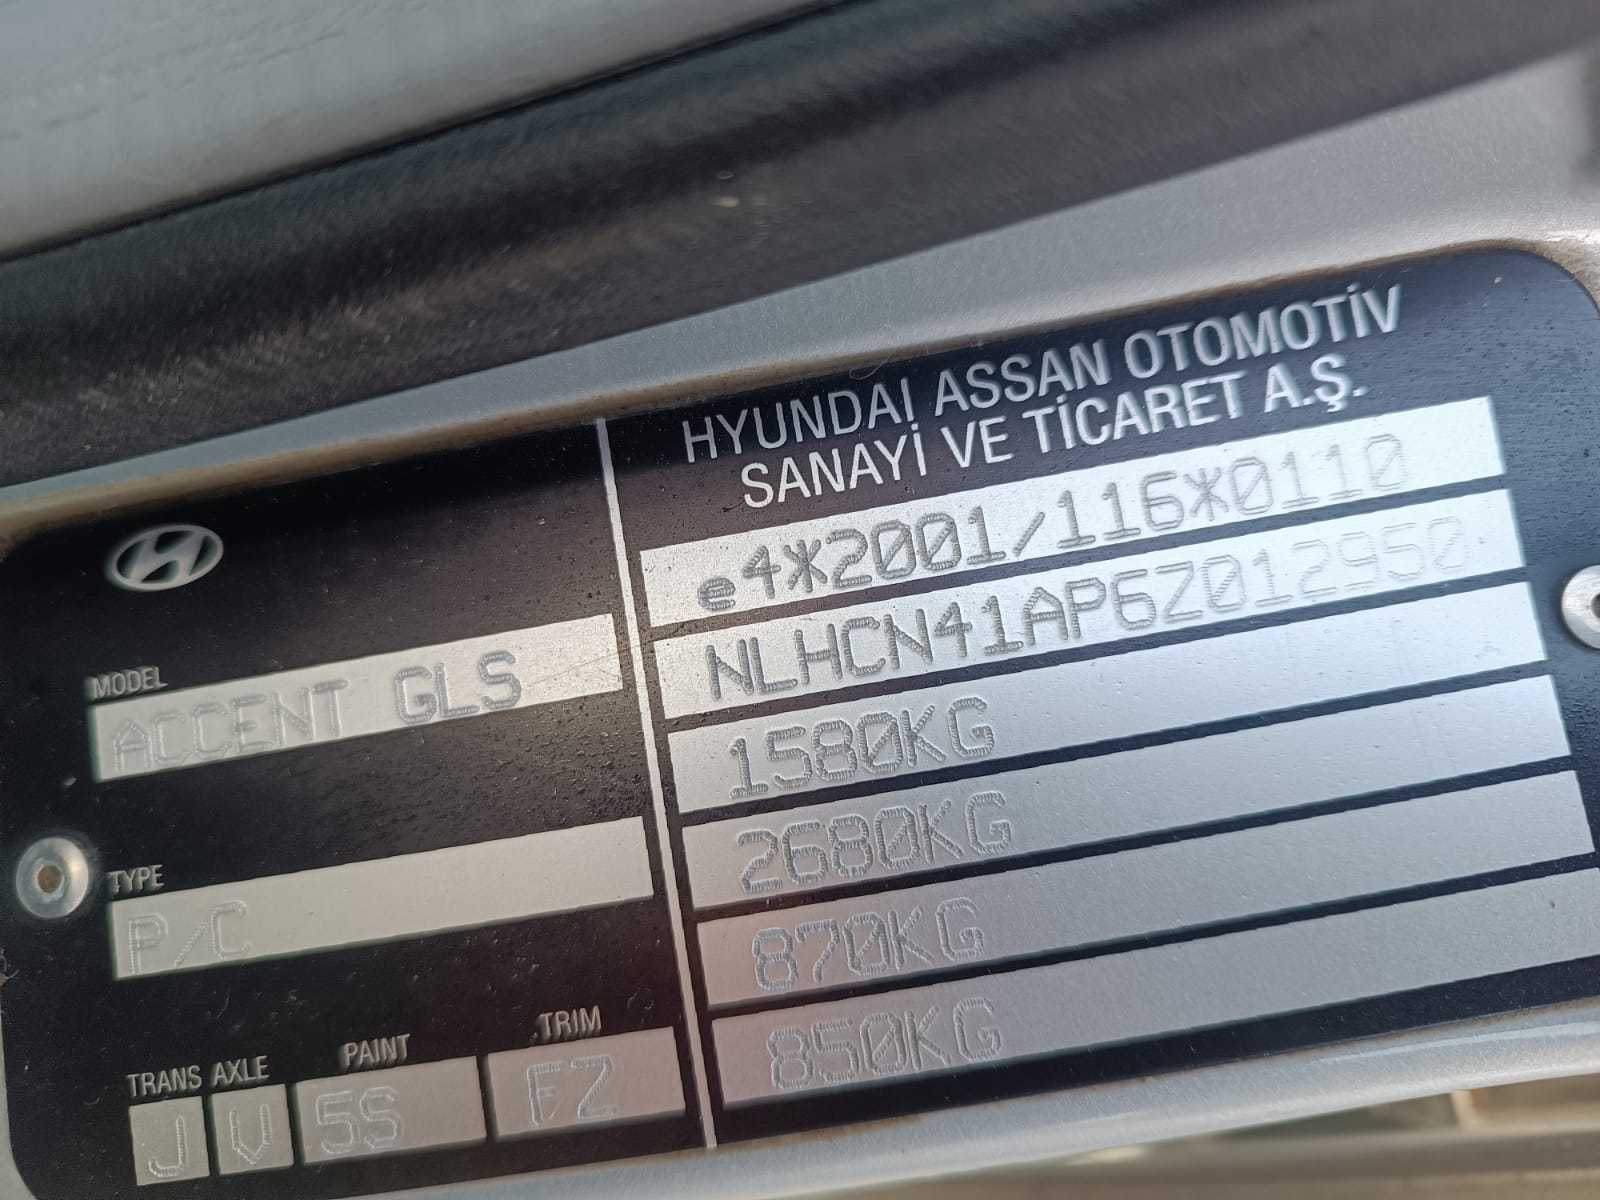 HYUNDAI ASSAN OTOMOTİV
SANAYİ VE TİCARET A.Ş.
e4*2001/116*0110
NLHCN41AP6Z012950
1580KG
2680KG
870KG
850KG
MODEL
ACCENT GLS
TYPE
P/C
TRANS AXLE PAINT TRIM
J V 5S FZ